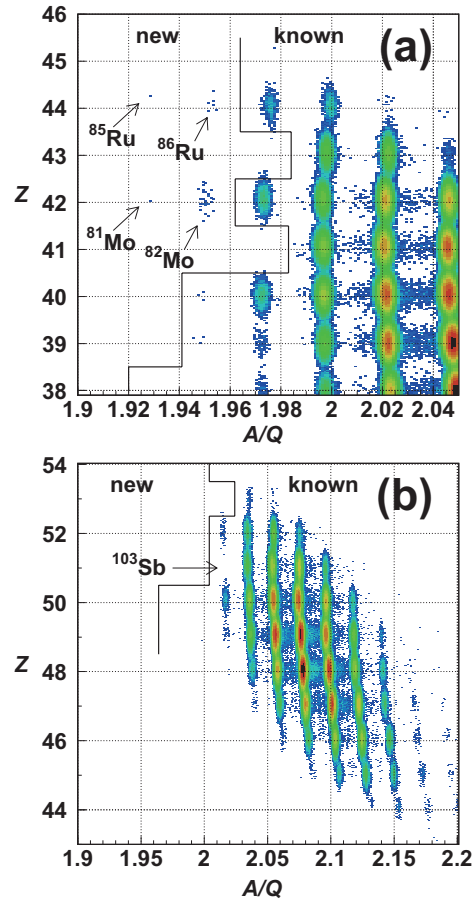 new known (a)
46
45
44
43
42
41
40
39
38
Z
⁸⁵Ru
⁸⁶Ru
⁸¹Mo
⁸²Mo
1.9 1.92 1.94 1.96 1.98 2 2.02 2.04
A/Q
new known (b)
54
52
50
48
46
44
Z
¹⁰³Sb
1.9 1.95 2 2.05 2.1 2.15 2.2
A/Q